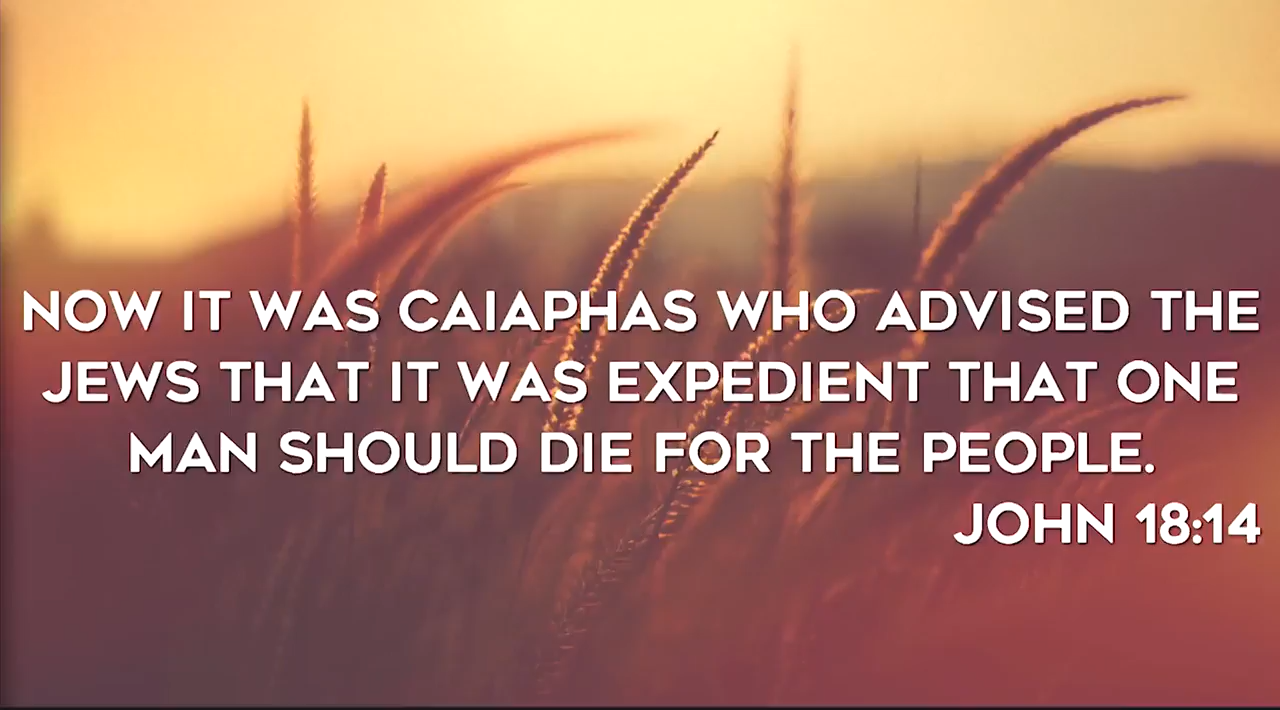 NOW IT WAS CAIAPHAS WHO ADVISED THE
JEWS THAT IT WAS EXPEDIENT THAT ONE
MAN SHOULD DIE FOR THE PEOPLE.
JOHN 18:14